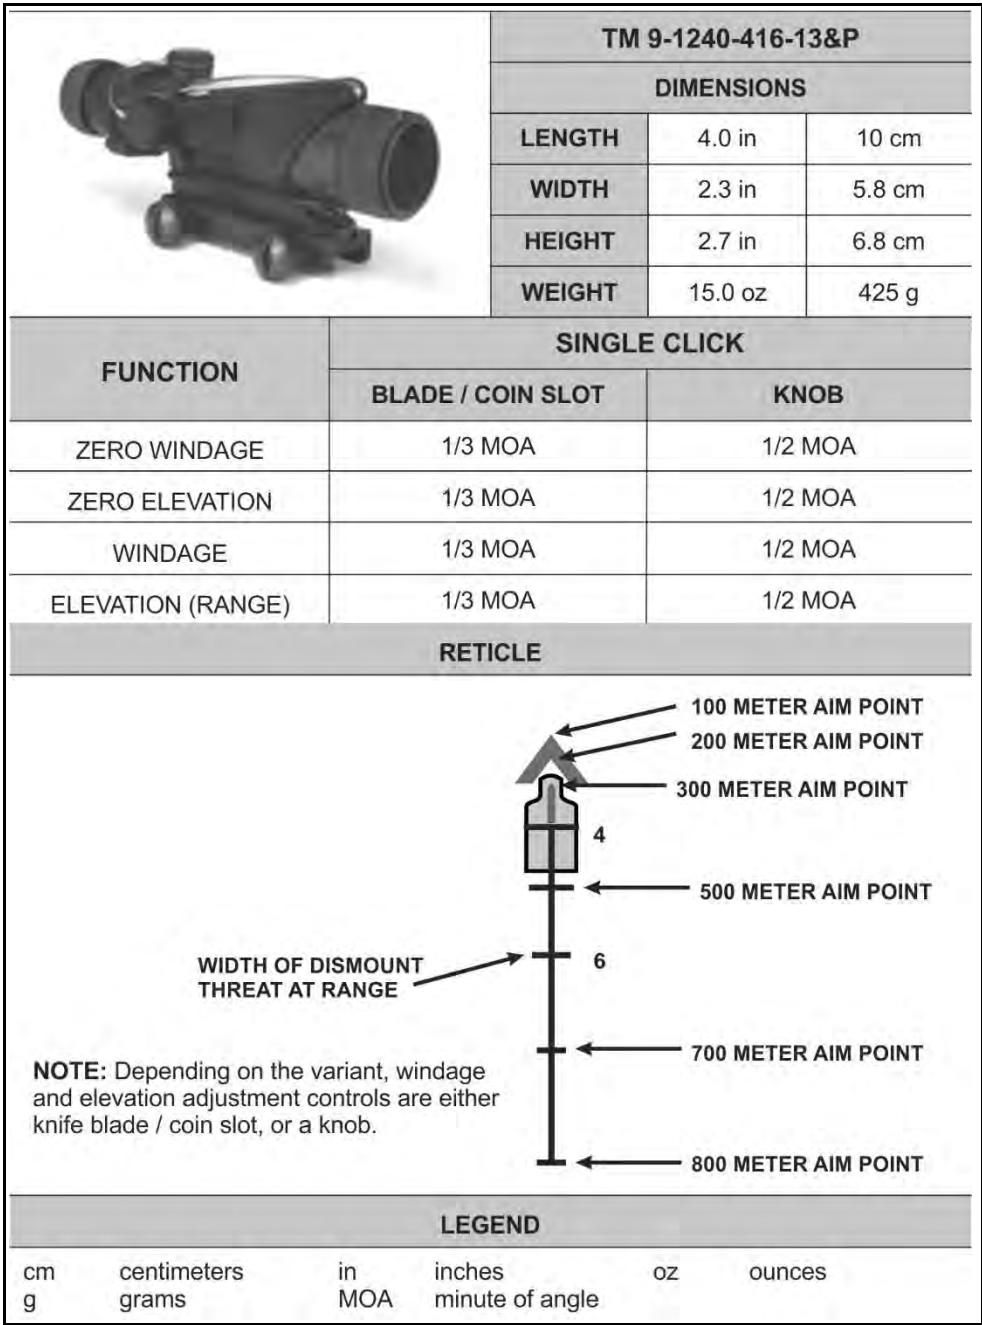 TM 9-1240-416-13&P
DIMENSIONS
LENGTH 4.0 in 10 cm
WIDTH 2.3 in 5.8 cm
HEIGHT 2.7 in 6.8 cm
WEIGHT 15.0 oz 425 g
FUNCTION
SINGLE CLICK
BLADE / COIN SLOT KNOB
ZERO WINDAGE 1/3 MOA 1/2 MOA
ZERO ELEVATION 1/3 MOA 1/2 MOA
WINDAGE 1/3 MOA 1/2 MOA
ELEVATION (RANGE) 1/3 MOA 1/2 MOA
RETICLE
100 METER AIM POINT
200 METER AIM POINT
300 METER AIM POINT
4
500 METER AIM POINT
WIDTH OF DISMOUNT
THREAT AT RANGE
6
700 METER AIM POINT
NOTE: Depending on the variant, windage
and elevation adjustment controls are either
knife blade / coin slot, or a knob.
800 METER AIM POINT
LEGEND
cm centimeters in inches oz ounces
g grams MOA minute of angle